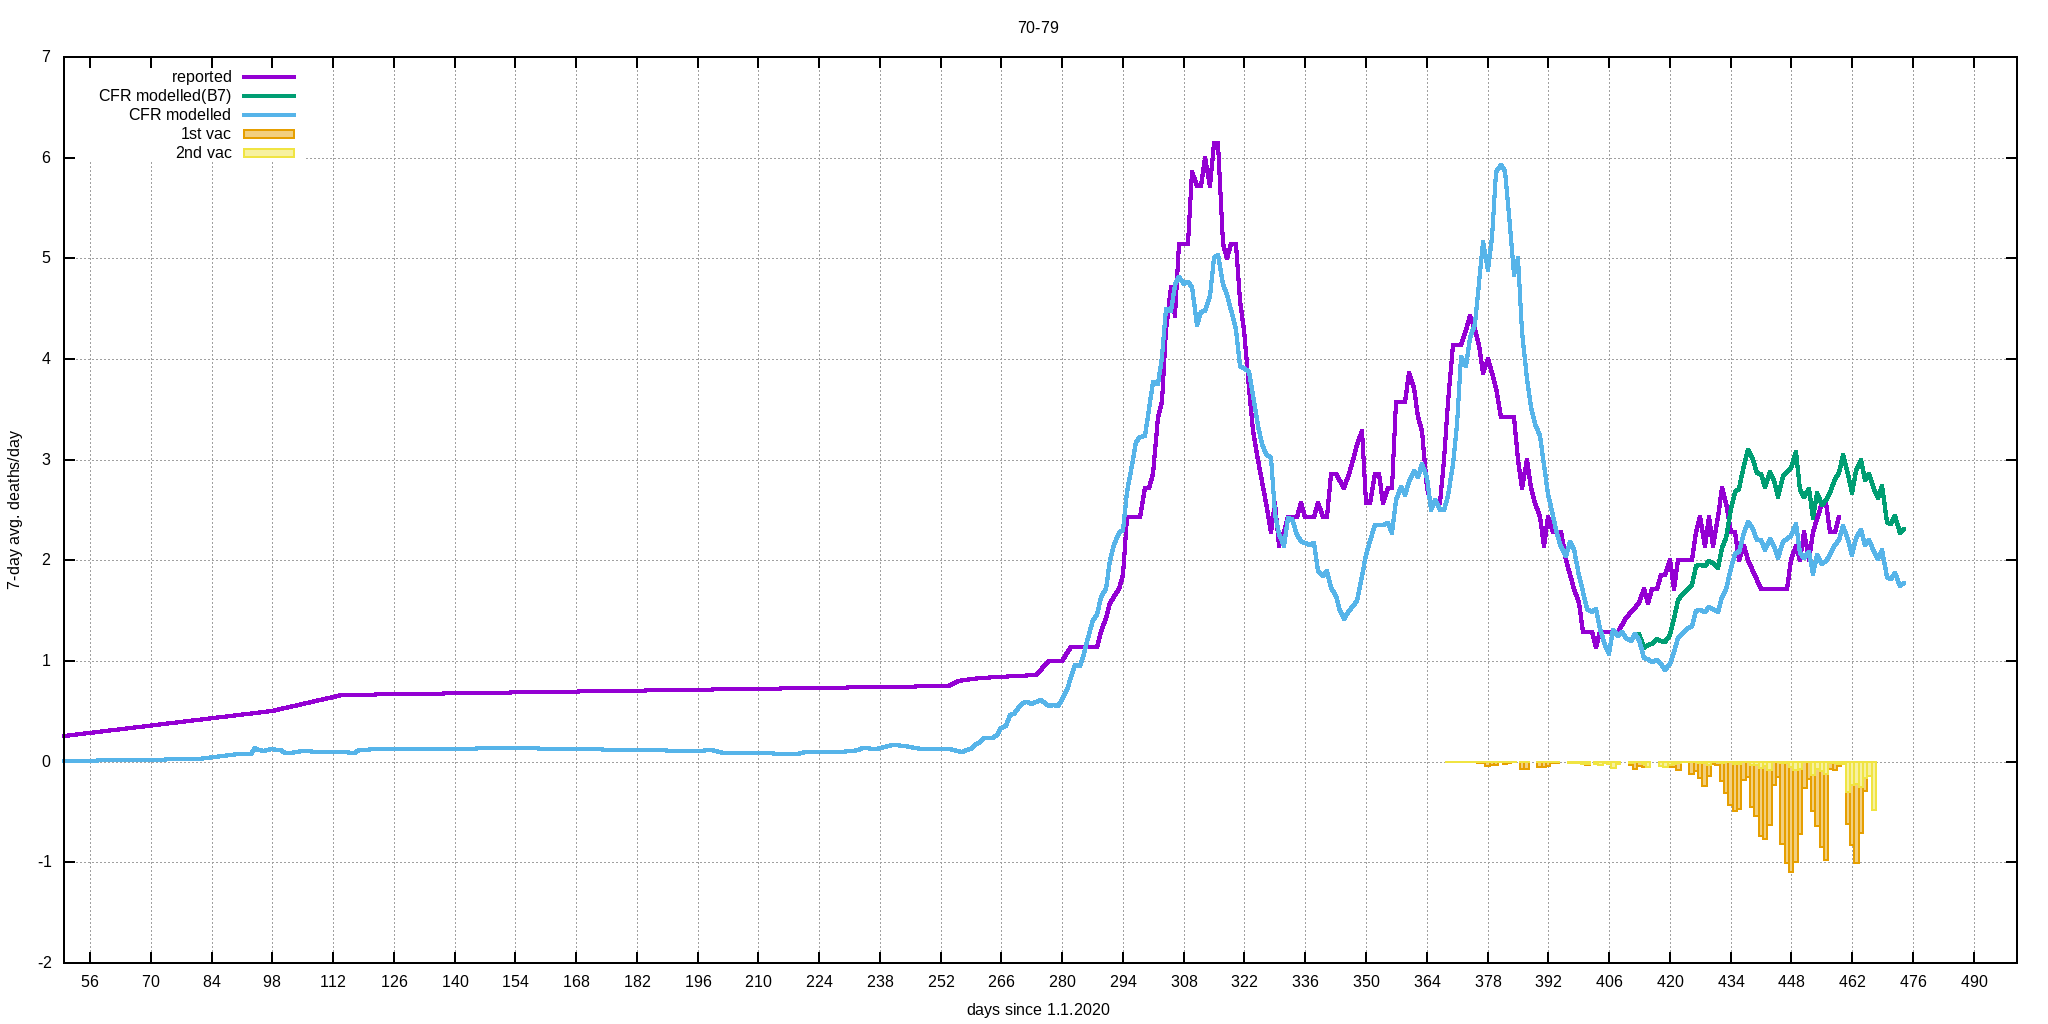 70-79
7
6
5
4
3
2
1
0
-1
-2
reported
CFR modelled(B7)
CFR modelled
1st vac
2nd vac
7-day avg. deaths/day
56 70 84 98 112 126 140 154 168 182 196 210 224 238 252 266 280 294 308 322 336 350 364 378 392 406 420 434 448 462 476 490
days since 1.1.2020